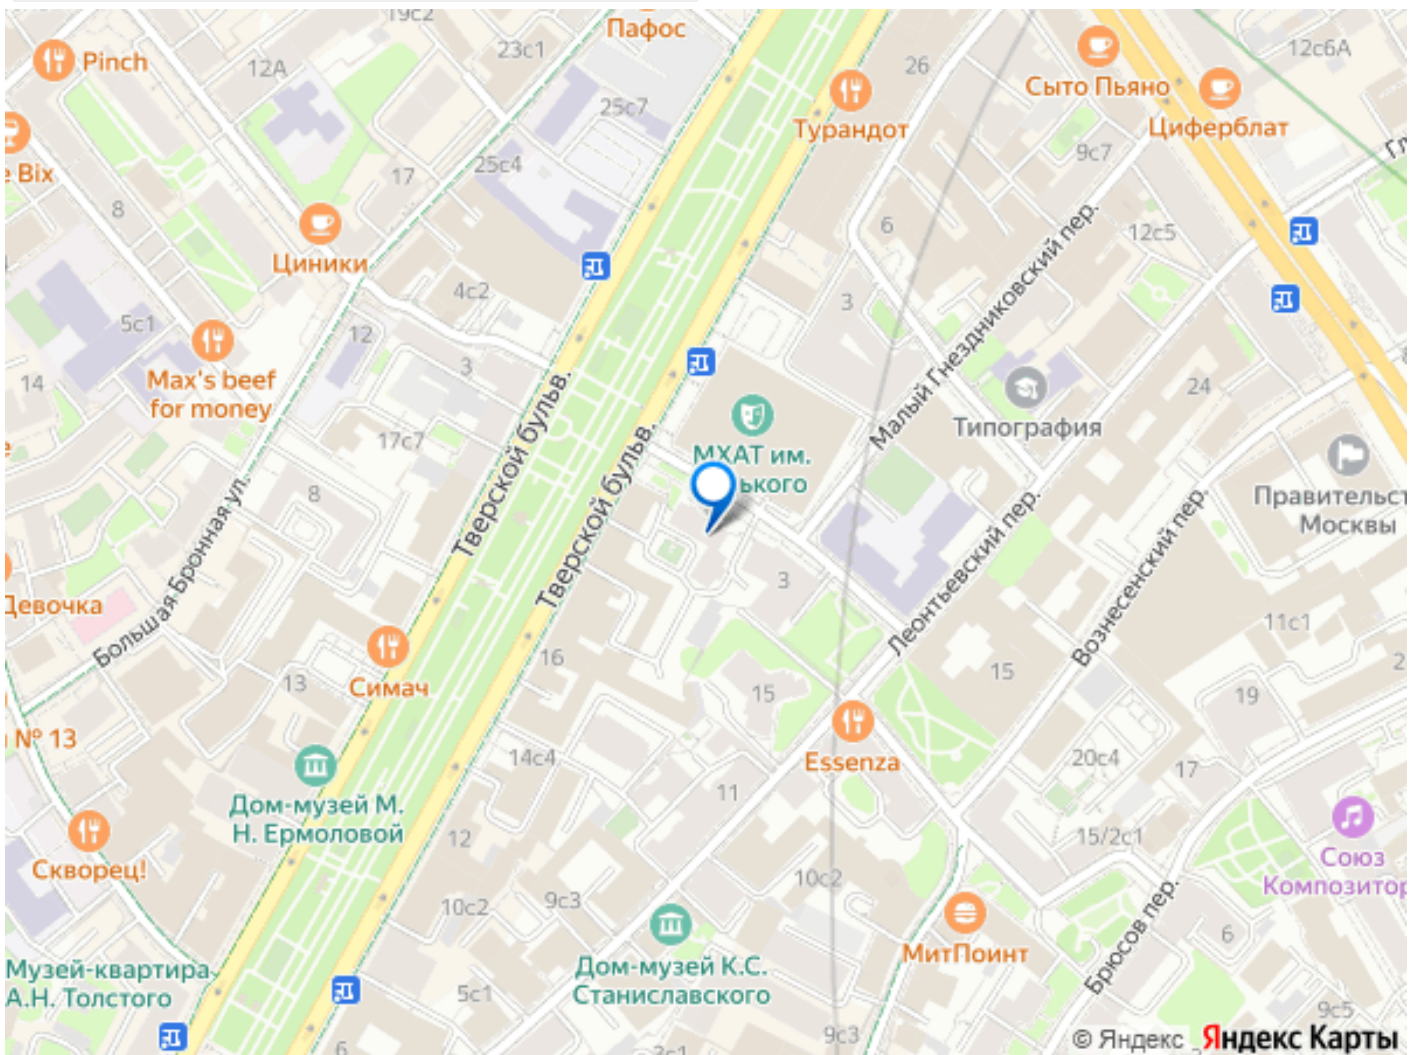 19с2
Пафос
23с1
Pinch
12А
26
12с6А
Сыто Пьяно
Циферблат
25с7
Турандот
9с7
Гл
e Bix
25с4
17
8
6
12с5
Малый Гнездниковский пер.
Циники
4с2
3
5с1
12
3
14
Max's beef
for money
Тверской бульв.
24
Типография
17с7
Тверской бульв.
МХАТ им.
ького
8
Большая Бронная ул.
Леонтьевский пер.
Вознесенский пер.
Правительст
Москвы
Девочка
3
11с1
16
15
2
13
Симач
15
19
№ 13
14с4
Essenza
20с4
17
11
Дом-музей М.
Н. Ермоловой
12
15/2с1
Скворец!
Союз
Композитор
10с2
9с3
10с2
Брюсов пер.
6
МитПоинт
Музей-квартира
А.Н. Толстого
Дом-музей К.С.
Станиславского
5с1
9с5
9с3
6
© Яндекс Яндекс Карты